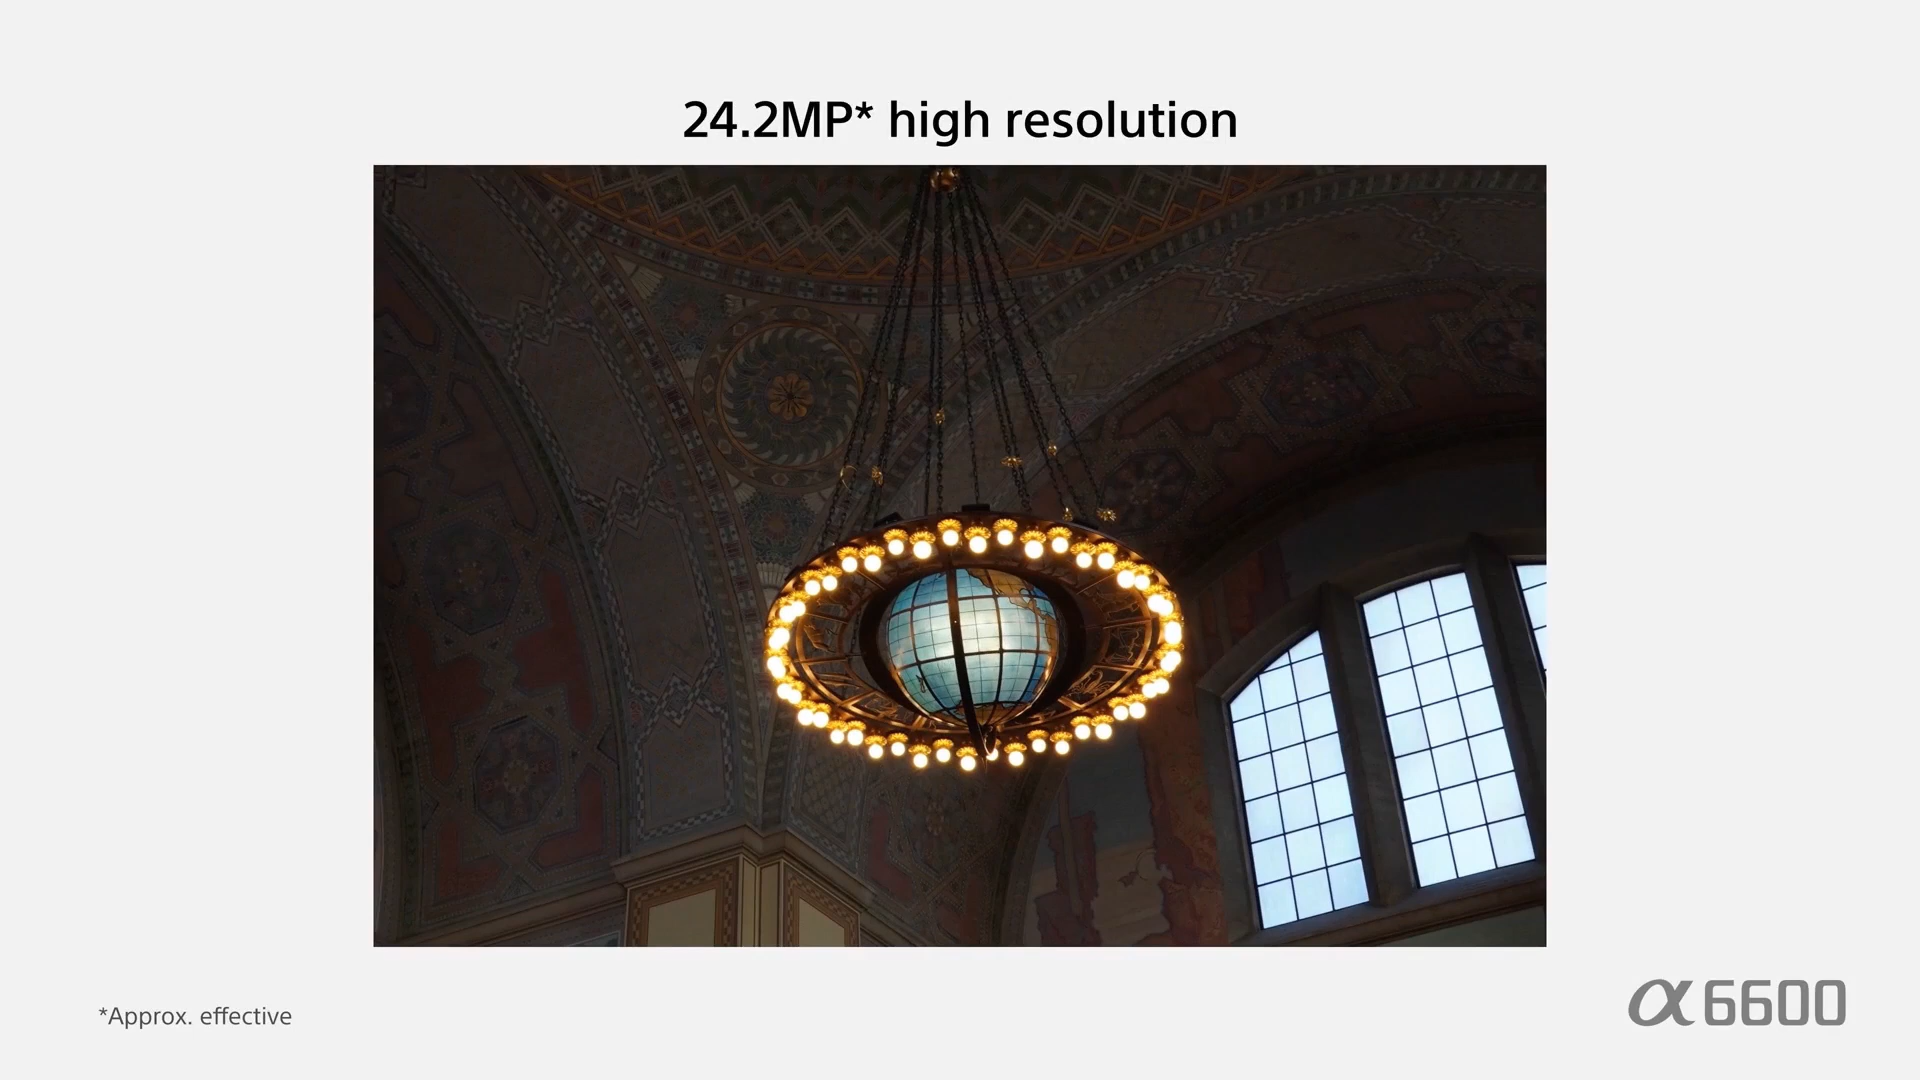 24.2MP* high resolution
*Approx. effective
α6600